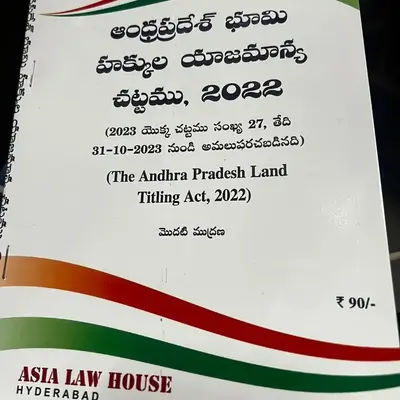 ఆంధ్రప్రదేశ్ భూమి
హక్కుల యాజమాన్య
చట్టము, 2022
(2023 యొక్క చట్టము సంఖ్య 27, తేది
31-10-2023 నుండి అమలుపరచబడినది)
(The Andhra Pradesh Land
Titling Act, 2022)
మొదటి ముద్రణ
₹ 90/-
ASIA LAW HOUSE
HYDERABAD